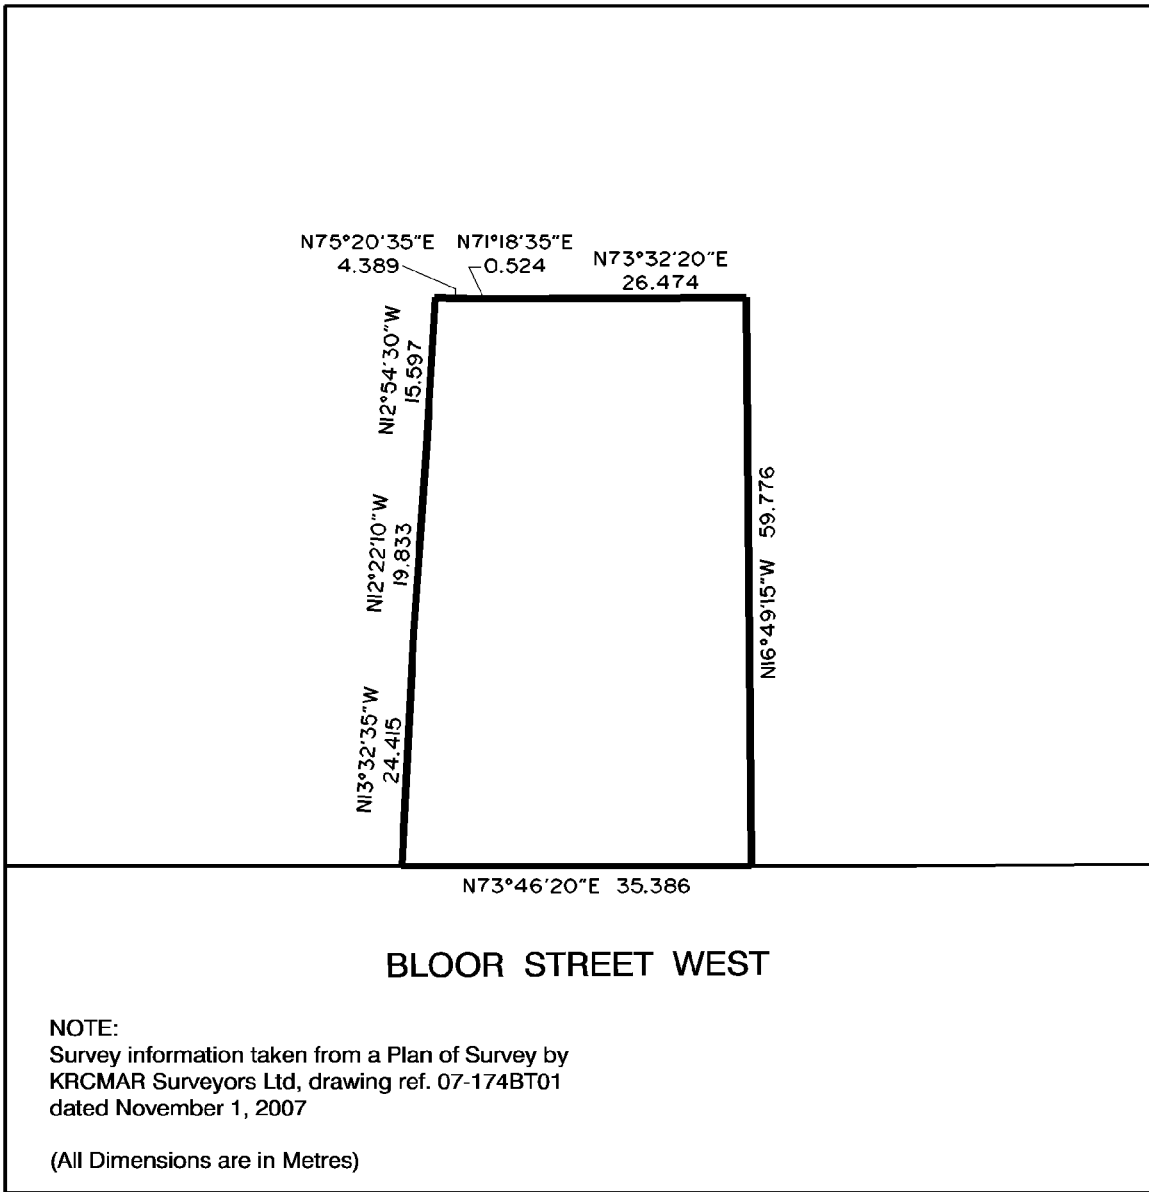 N75°20'35"E N71°18'35"E
4.389 0.524
N73°32'20"E
26.474
N12°54'30"W
15.597
N12°22'10"W
19.833
N13°32'35"W
24.415
N16°49'15"W 59.776
N73°46'20"E 35.386
BLOOR STREET WEST
NOTE:
Survey information taken from a Plan of Survey by
KRCMAR Surveyors Ltd, drawing ref. 07-174BT01
dated November 1, 2007
(All Dimensions are in Metres)